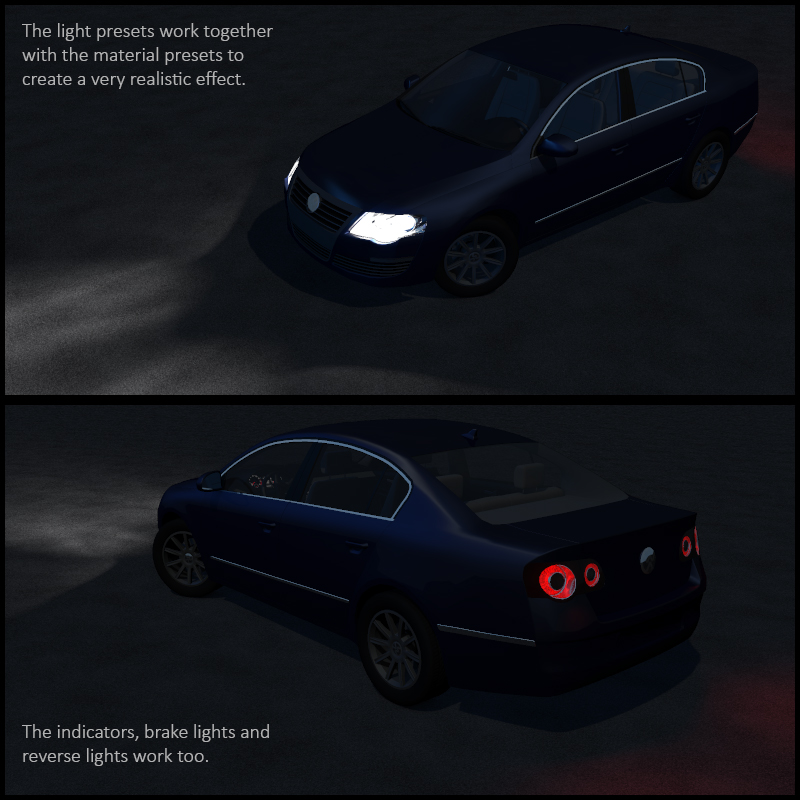 The light presets work together
with the material presets to
create a very realistic effect.
The indicators, brake lights and
reverse lights work too.